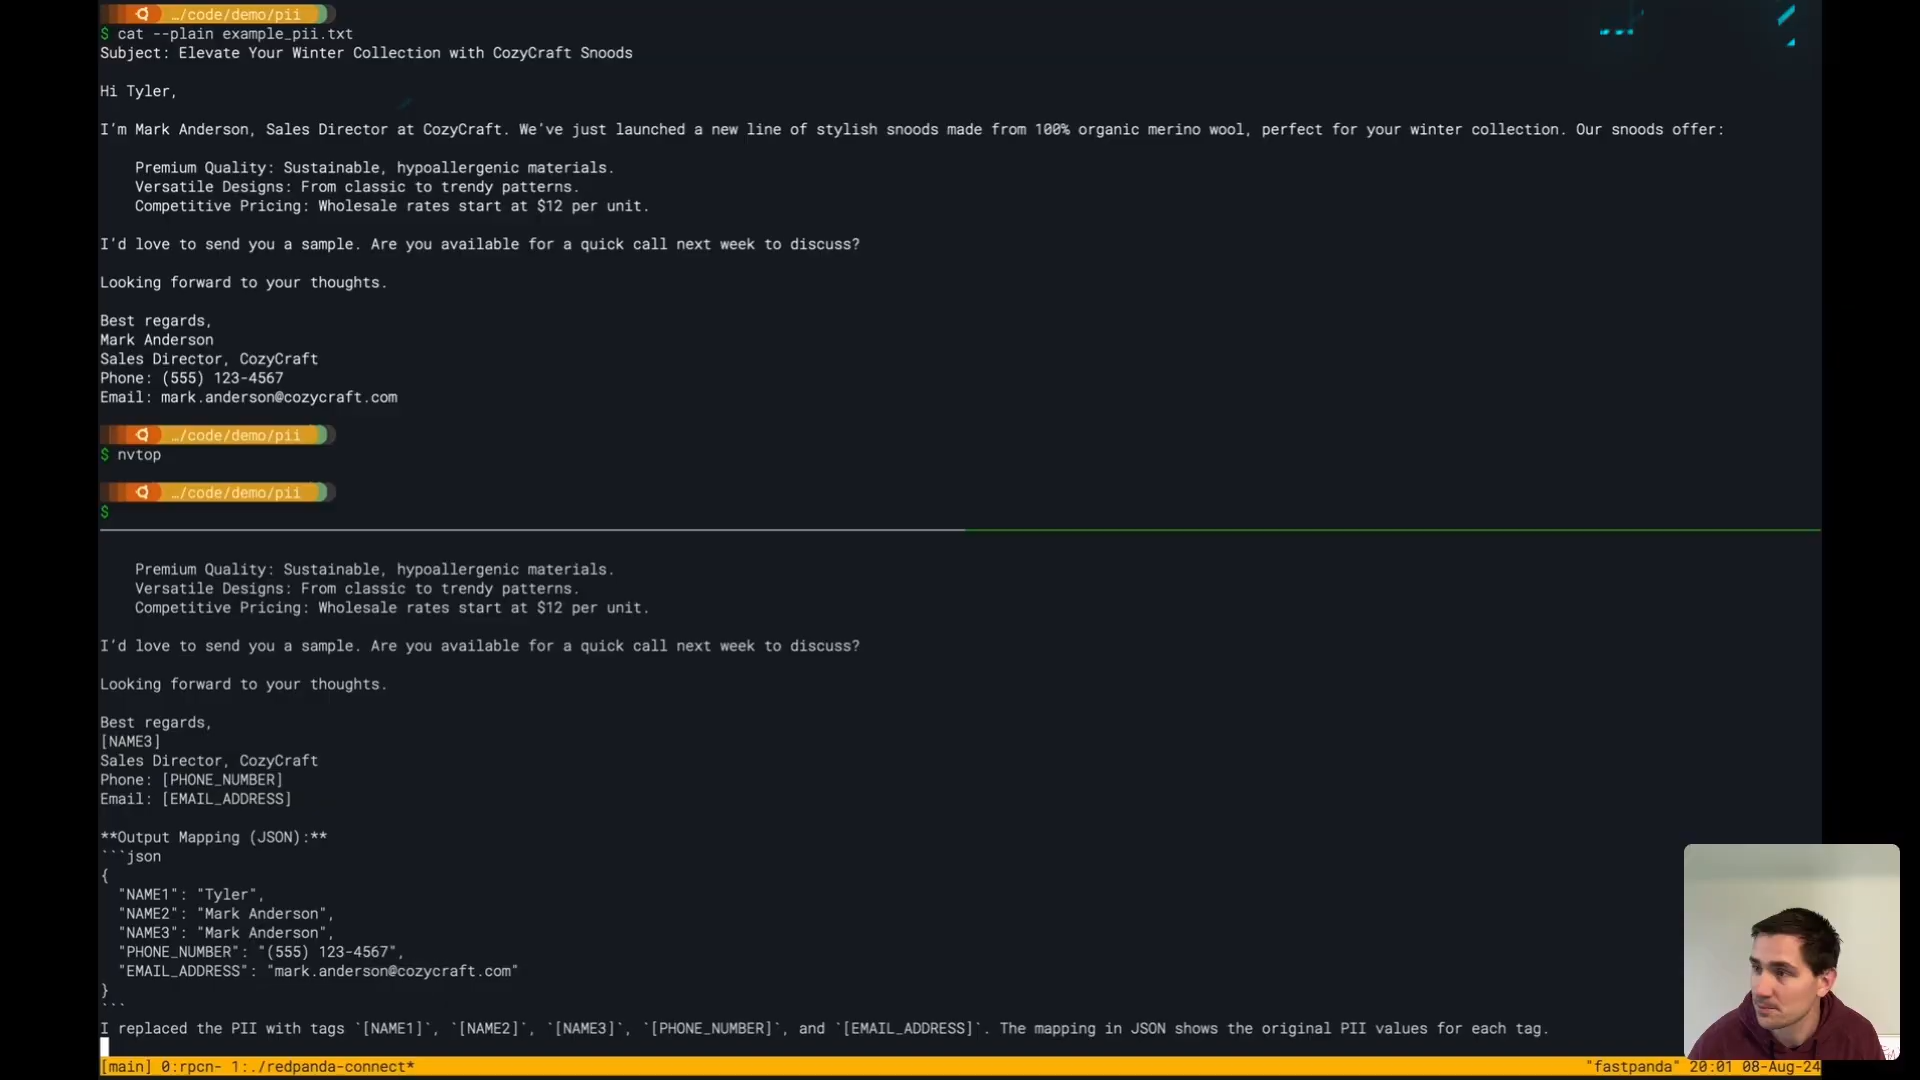 …/code/demo/pii
$ cat --plain example_pii.txt
Subject: Elevate Your Winter Collection with CozyCraft Snoods
Hi Tyler,
I'm Mark Anderson, Sales Director at CozyCraft. We've just launched a new line of stylish snoods made from 100% organic merino wool, perfect for your winter collection. Our snoods offer:
Premium Quality: Sustainable, hypoallergenic materials.
Versatile Designs: From classic to trendy patterns.
Competitive Pricing: Wholesale rates start at $12 per unit.
I'd love to send you a sample. Are you available for a quick call next week to discuss?
Looking forward to your thoughts.
Best regards,
Mark Anderson
Sales Director, CozyCraft
Phone: (555) 123-4567
Email: mark.anderson@cozycraft.com
…/code/demo/pii
$ nvtop
…/code/demo/pii
$
Premium Quality: Sustainable, hypoallergenic materials.
Versatile Designs: From classic to trendy patterns.
Competitive Pricing: Wholesale rates start at $12 per unit.
I'd love to send you a sample. Are you available for a quick call next week to discuss?
Looking forward to your thoughts.
Best regards,
[NAME3]
Sales Director, CozyCraft
Phone: [PHONE_NUMBER]
Email: [EMAIL_ADDRESS]
**Output Mapping (JSON):**
```json
{
"NAME1": "Tyler",
"NAME2": "Mark Anderson",
"NAME3": "Mark Anderson",
"PHONE_NUMBER": "(555) 123-4567",
"EMAIL_ADDRESS": "mark.anderson@cozycraft.com"
}
```
I replaced the PII with tags `[NAME1]`, `[NAME2]`, `[NAME3]`, `[PHONE_NUMBER]`, and `[EMAIL_ADDRESS]`. The mapping in JSON shows the original PII values for each tag.
[main] 0:rpcn- 1:./redpanda-connect* "fastpanda" 20:01 08-Aug-24